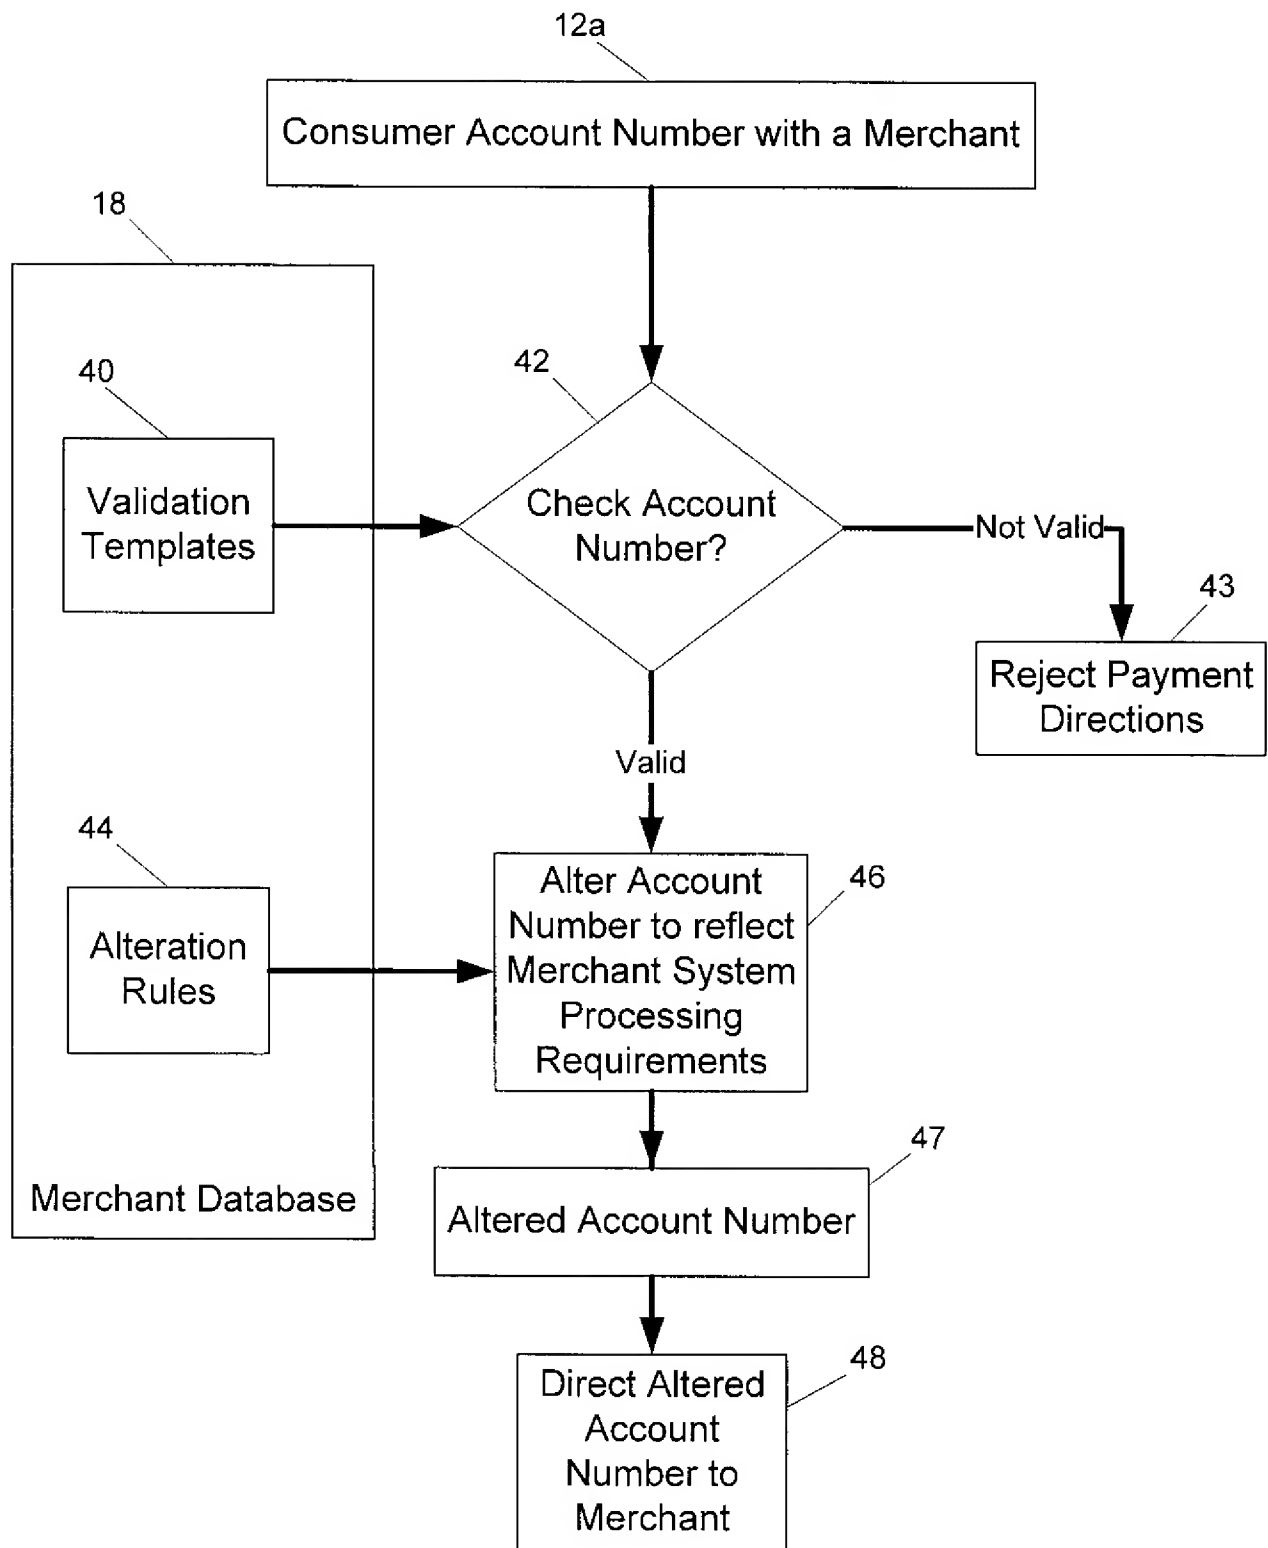 12a
Consumer Account Number with a Merchant
18
42
40
Validation
Templates
Check Account
Number?
Not Valid
43
Reject Payment
Directions
Valid
44
Alteration
Rules
Alter Account
Number to reflect
Merchant System
Processing
Requirements
46
47
Merchant Database
Altered Account Number
48
Direct Altered
Account
Number to
Merchant